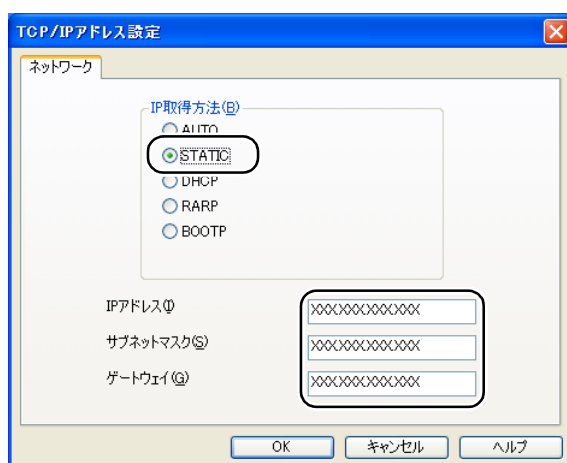 TCP/IPアドレス設定
ネットワーク
IP取得方法(B)
AUTO
STATIC
DHCP
RARP
BOOTP
IPアドレス(I) XXX.XXX.XXX.XXX
サブネットマスク(S) XXX.XXX.XXX.XXX
ゲートウェイ(G) XXX.XXX.XXX.XXX
OK キャンセル ヘルプ